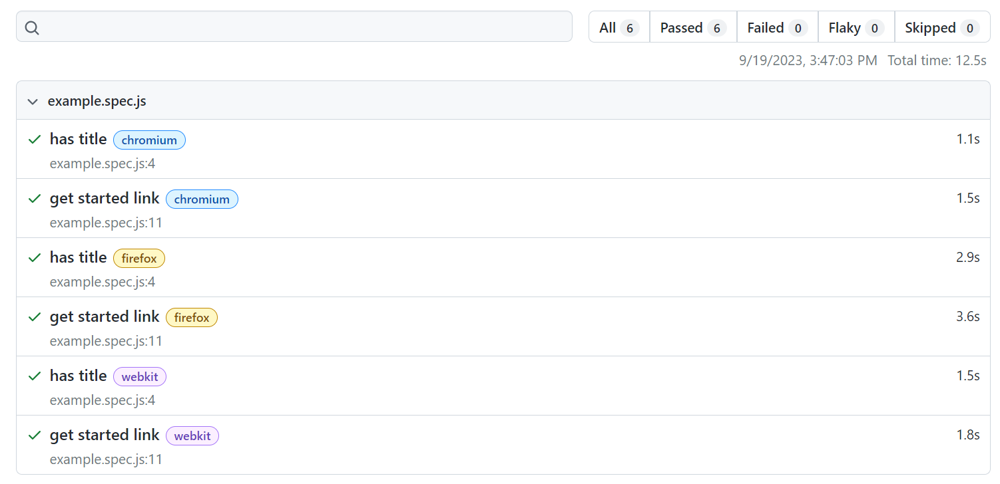 All 6 Passed 6 Failed 0 Flaky 0 Skipped 0
9/19/2023, 3:47:03 PM Total time: 12.5s
example.spec.js
has title chromium 1.1s
example.spec.js:4
get started link chromium 1.5s
example.spec.js:11
has title firefox 2.9s
example.spec.js:4
get started link firefox 3.6s
example.spec.js:11
has title webkit 1.5s
example.spec.js:4
get started link webkit 1.8s
example.spec.js:11